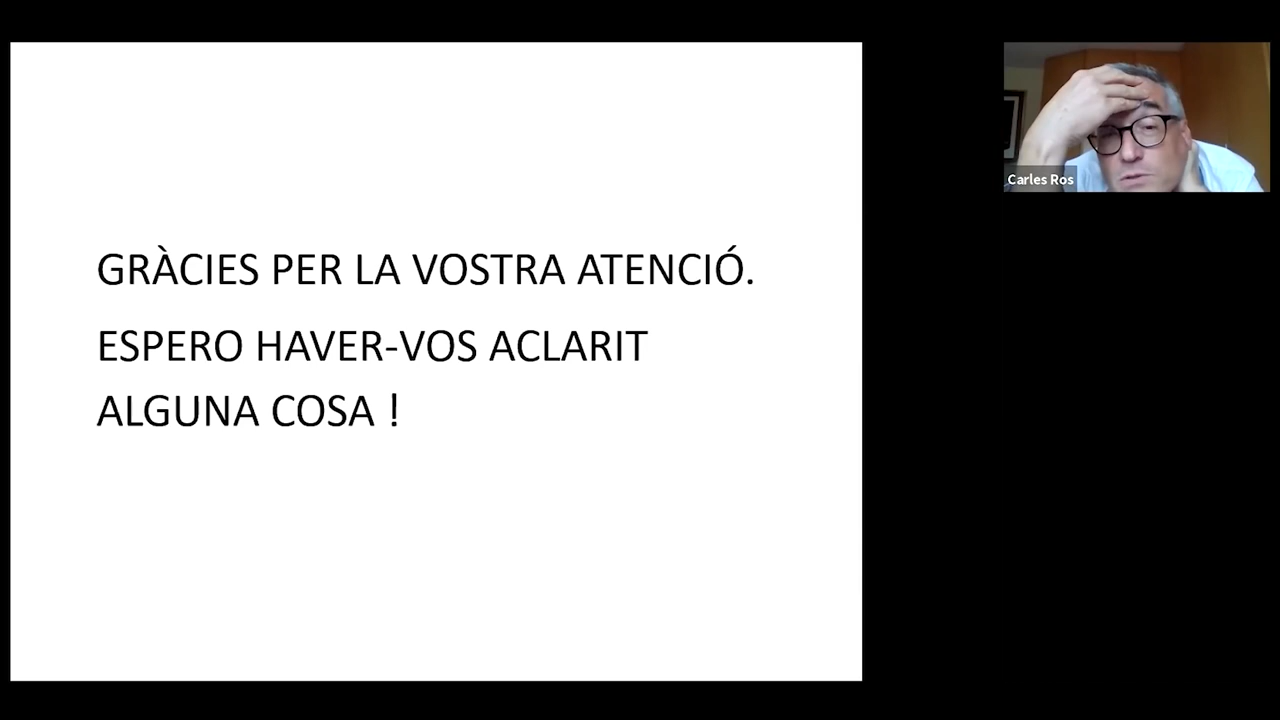 GRÀCIES PER LA VOSTRA ATENCIÓ.
ESPERO HAVER-VOS ACLARIT
ALGUNA COSA !
Carles Ros